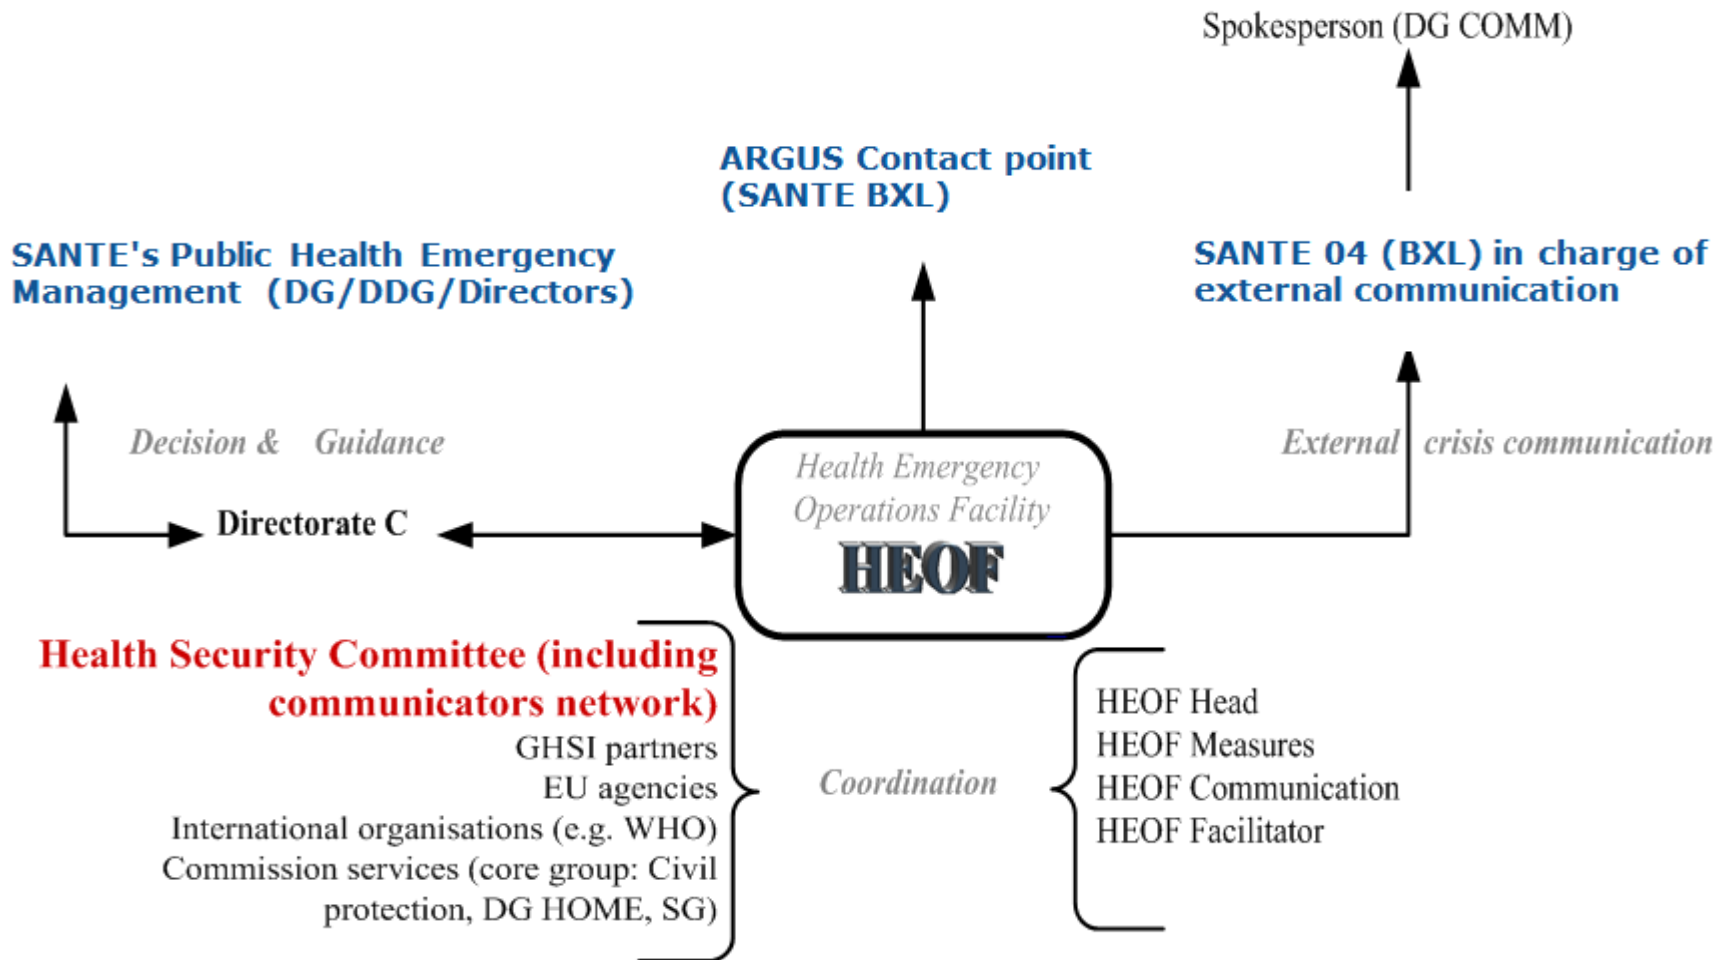 Spokesperson (DG COMM)
ARGUS Contact point
(SANTE BXL)
SANTE's Public Health Emergency
Management (DG/DDG/Directors)
SANTE 04 (BXL) in charge of
external communication
Decision & Guidance
External crisis communication
Health Emergency
Operations Facility
HEOF
Directorate C
Health Security Committee (including
communicators network)
GHSI partners
EU agencies
International organisations (e.g. WHO)
Commission services (core group: Civil
protection, DG HOME, SG)
Coordination
HEOF Head
HEOF Measures
HEOF Communication
HEOF Facilitator